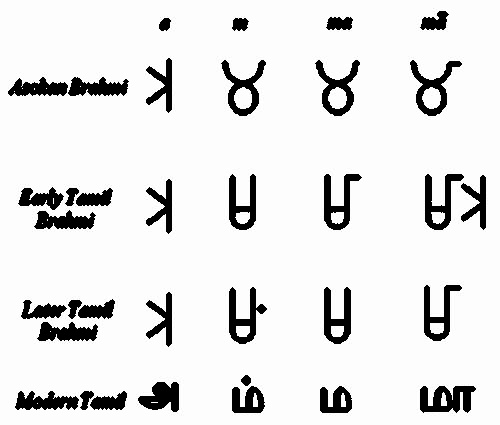 a m ma mā
Asokan Brahmi 𑀅 𑀫 𑀫 𑀫𑀸
Early Tamil Brahmi 𑀅 𑀫 𑀫𑀸 𑀫𑀸𑀅
Later Tamil Brahmi 𑀅 𑀫𑁆 𑀫 𑀫𑀸
Modern Tamil அ ம் ம மா